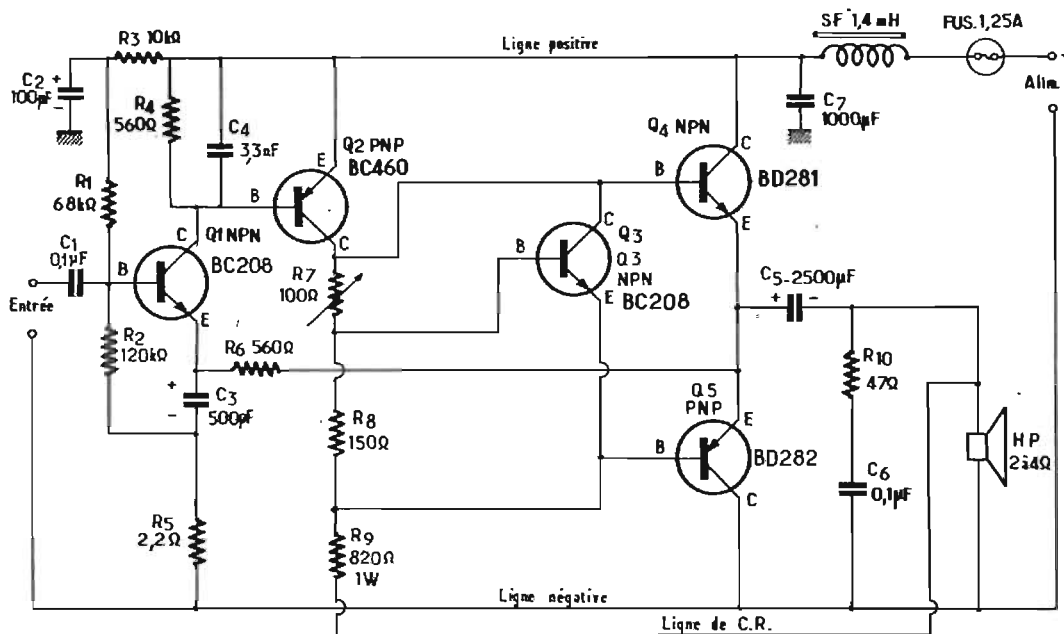 SF 1,4 mH
FUS. 1,25A
R3 10kΩ
Ligne positive
+
C2
100µF
-
R4
560Ω
C4
3,3nF
Q2 PNP
BC460
E
B
C
Q4 NPN
C
B
E
BD281
C7
1000µF
+
Alim.
R1
68kΩ
C1
0,1µF
Entrée
Q1 NPN
BC208
C
B
E
R7
100Ω
Q3
Q3
NPN
BC208
C
B
E
C5-2500µF
+
-
R2
120kΩ
R6 560Ω
+
-
C3
500µF
R8
150Ω
Q5
PNP
E
B
C
BD282
R10
47Ω
HP
2à4Ω
C6
0,1µF
R5
2,2Ω
R9
820Ω
1W
Ligne négative
Ligne de C.R.